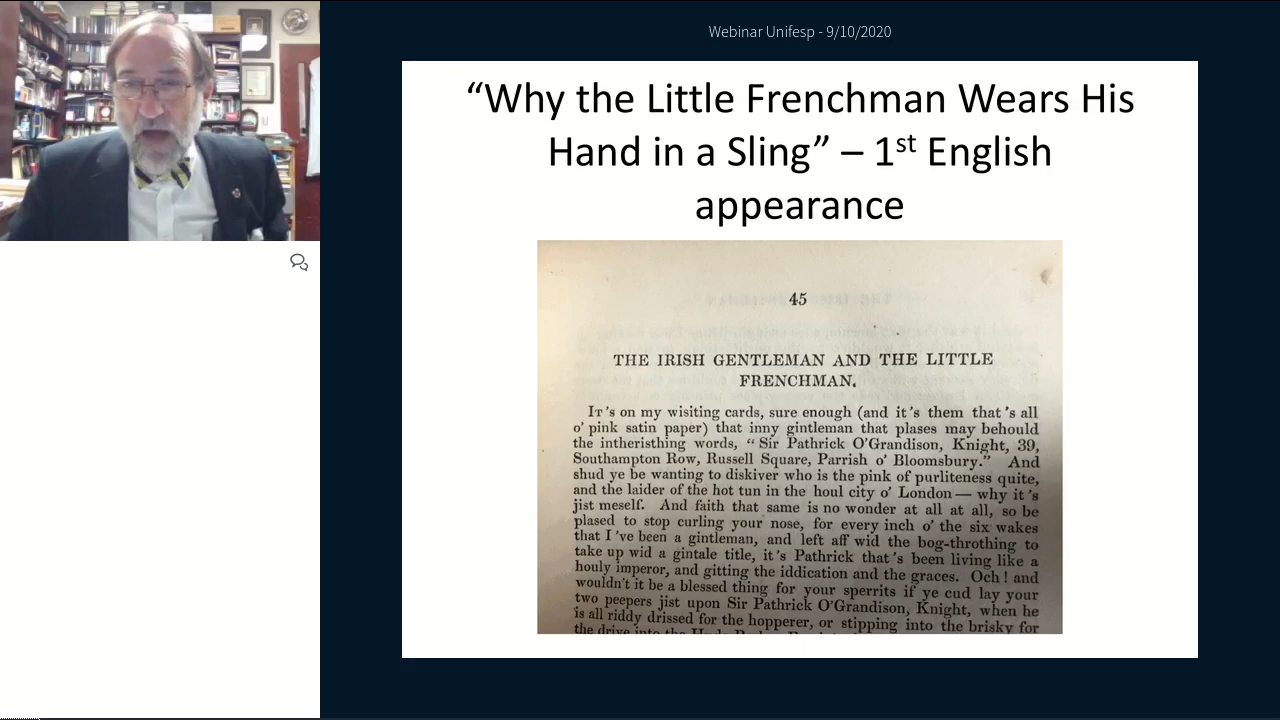 Webinar Unifesp - 9/10/2020
“Why the Little Frenchman Wears His
Hand in a Sling” – 1st English
appearance
45
THE IRISH GENTLEMAN AND THE LITTLE
FRENCHMAN.
IT'S on my wisiting cards, sure enough (and it's them that's all
o' pink satin paper) that inny gintleman that plases may behould
the intheristhing words, “Sir Pathrick O'Grandison, Knight, 39,
Southampton Row, Russell Square, Parrish o' Bloomsbury.” And
shud ye be wanting to diskiver who is the pink of purliteness quite,
and the laider of the hot tun in the houl city o' London — why it's
jist meself. And faith that same is no wonder at all at all, so be
plased to stop curling your nose, for every inch o' the six wakes
that I've been a gintleman, and left aff wid the bog-throthing to
take up wid a gintale title, it's Pathrick that's been living like a
houly imperor, and gitting the iddication and the graces. Och! and
wouldn't it be a blessed thing for your sperrits if ye cud lay your
two peepers jist upon Sir Pathrick O'Grandison, Knight, when he
is all riddy drissed for the hopperer, or stipping into the brisky for
the drive into the Hyde